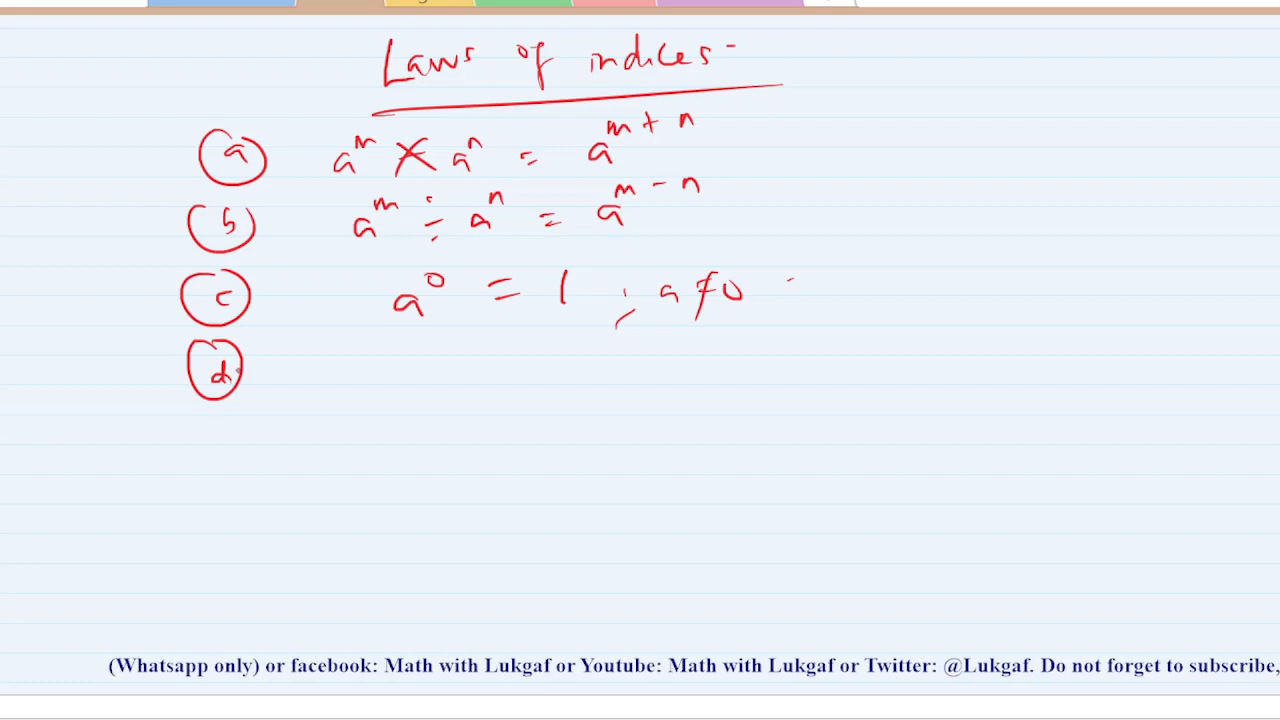 Laws of indices -
(a) a^m × a^n = a^{m + n}
(b) a^m ÷ a^n = a^{m - n}
(c) a^0 = 1 ; a ≠ 0
(d)
(Whatsapp only) or facebook: Math with Lukgaf or Youtube: Math with Lukgaf or Twitter: @Lukgaf. Do not forget to subscribe,